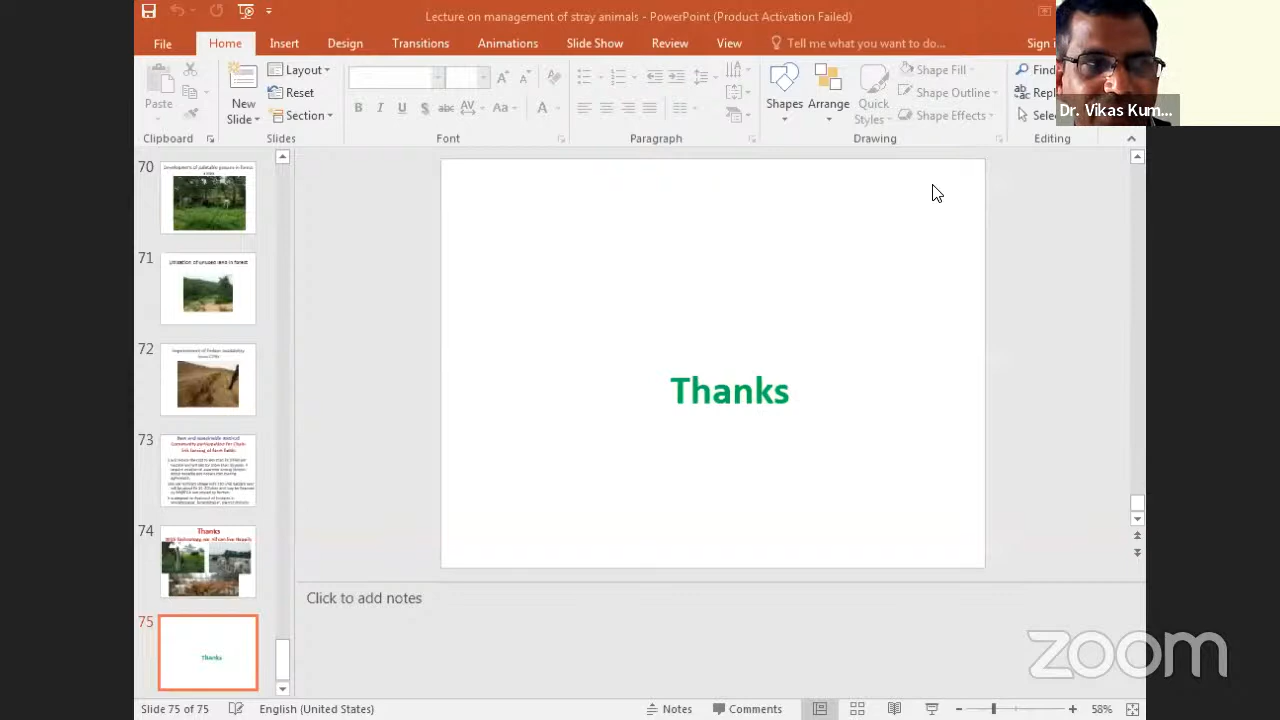 Lecture on management of stray animals - PowerPoint (Product Activation Failed)
File Home Insert Design Transitions Animations Slide Show Review View Tell me what you want to do... Sign i
Paste
Clipboard
New
Slide
Layout
Reset
Section
Slides
Font
Paragraph
Shapes Arrange Quick
Styles
Shape Fill
Shape Outline
Shape Effects
Drawing
Find
Repl
Sele
Editing
Dr. Vikas Kum...
70
71
72
73
74
Thanks
75
Thanks
Thanks
Click to add notes
zoom
Slide 75 of 75 English (United States) Notes Comments 58%